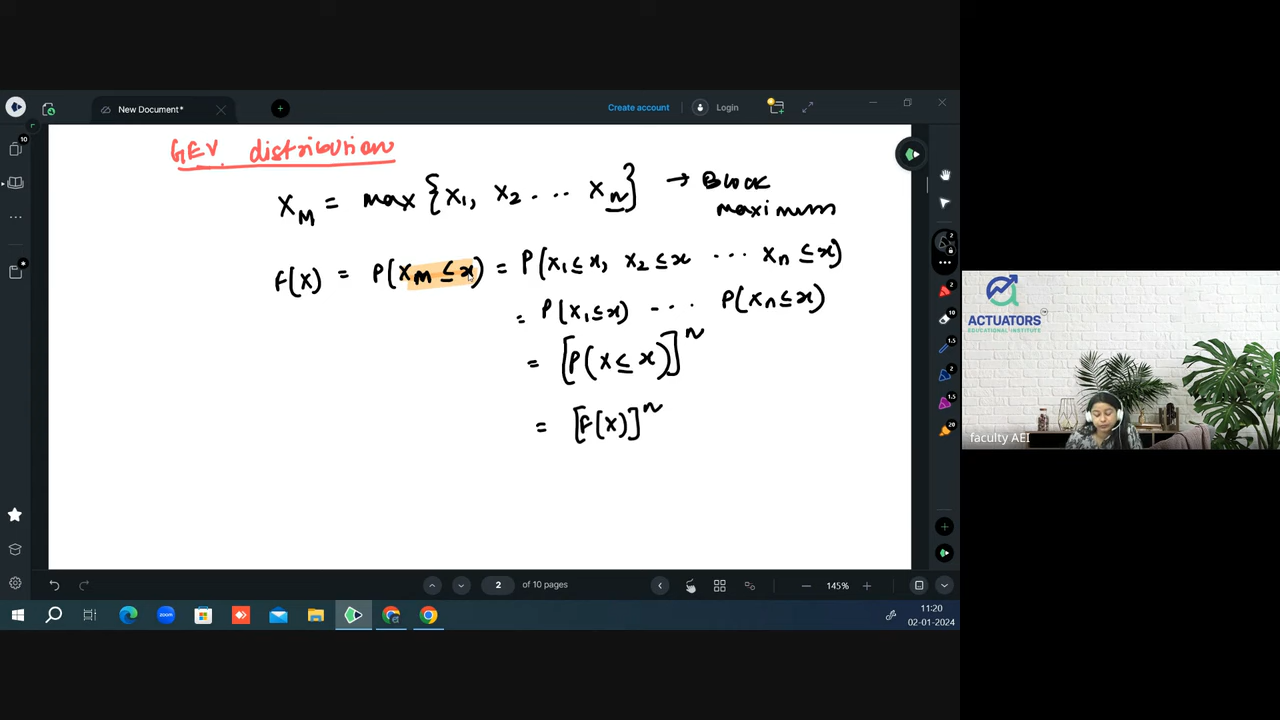 New Document*
Create account
Login
GEV distribution
X_M = max {X1, X2 ... Xn} → Block
maximum
F(X) = P(X_M ≤ x) = P(X1 ≤ x, X2 ≤ x ... Xn ≤ x)
= P(X1 ≤ x) ... P(Xn ≤ x)
= [P(X ≤ x)]^n
= [F(X)]^n
ACTUATORS
EDUCATIONAL INSTITUTE
faculty AEI
2 of 10 pages
145%
zoom
11:20
02-01-2024